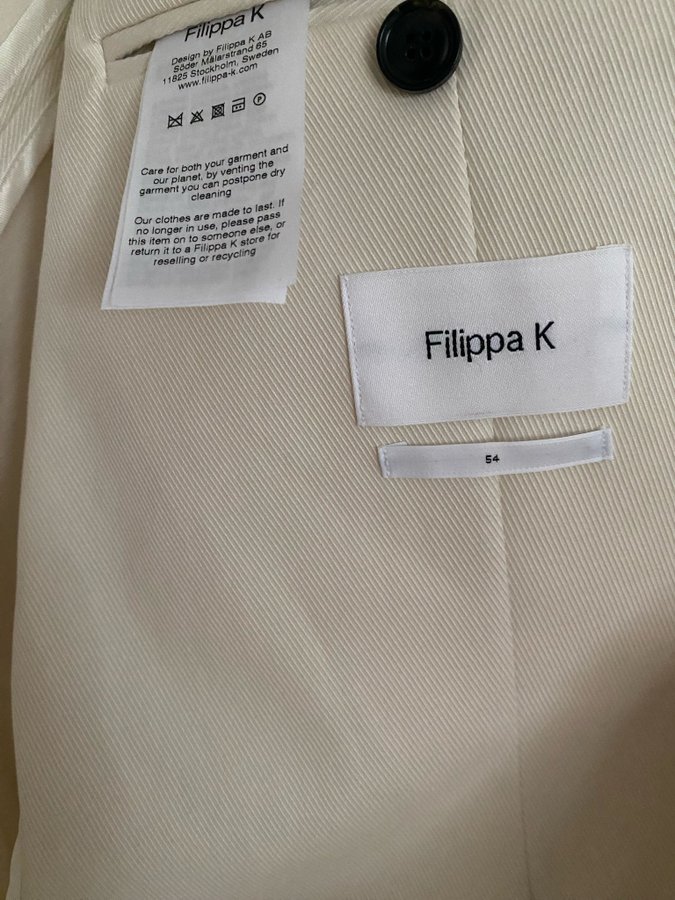 Filippa K
Design by Filippa K AB
Söder Mälarstrand 65
11825 Stockholm, Sweden
www.filippa-k.com
P
Care for both your garment and
our planet, by venting the
garment you can postpone dry
cleaning
Our clothes are made to last. If
no longer in use, please pass
this item on to someone else, or
return it to a Filippa K store for
reselling or recycling
Filippa K
54